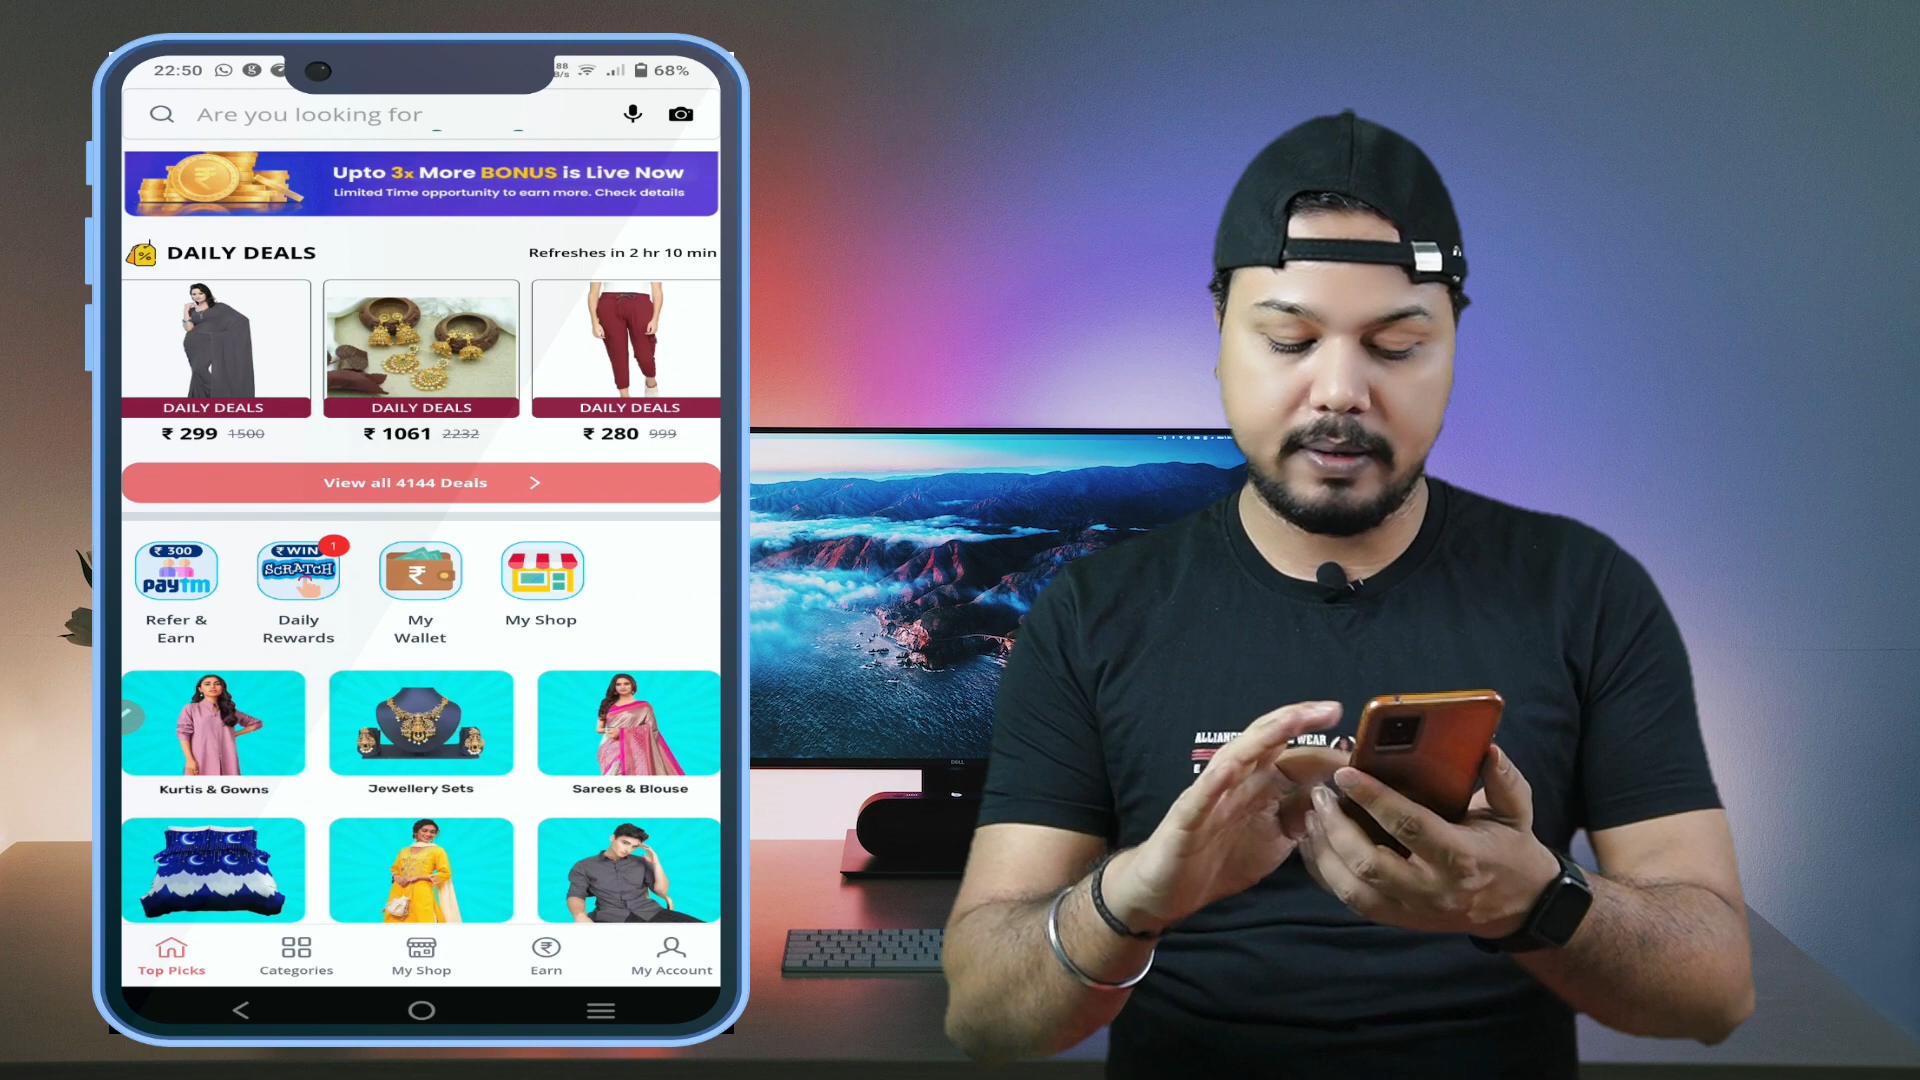 22:50
88
B/s
68%
Are you looking for
Upto 3x More BONUS is Live Now
Limited Time opportunity to earn more. Check details
DAILY DEALS
Refreshes in 2 hr 10 min
DAILY DEALS
DAILY DEALS
DAILY DEALS
₹ 299 1500
₹ 1061 2232
₹ 280 999
View all 4144 Deals
₹ 300
paytm
₹ WIN
SCRATCH
1
₹
Refer &
Earn
Daily
Rewards
My
Wallet
My Shop
Kurtis & Gowns
Jewellery Sets
Sarees & Blouse
Top Picks
Categories
My Shop
Earn
My Account
DELL
WEAR